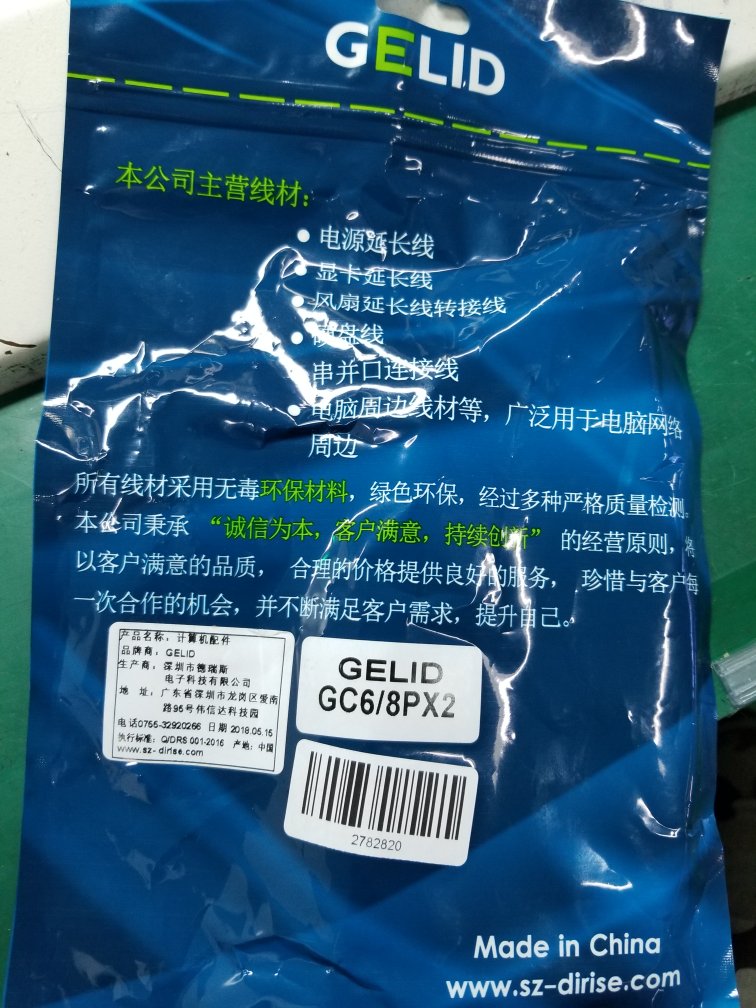 GELID
本公司主营线材：
● 电源延长线
● 显卡延长线
● 风扇延长线转接线
● 硬盘线
串并口连接线
● 电脑周边线材等，广泛用于电脑网络
周边
所有线材采用无毒环保材料，绿色环保，经过多种严格质量检测。
本公司秉承 “诚信为本，客户满意，持续创新” 的经营原则，将
以客户满意的品质， 合理的价格提供良好的服务， 珍惜与客户每
一次合作的机会，并不断满足客户需求，提升自己。
产品名称：计算机配件
品牌商：GELID
生产商：深圳市德瑞斯
电子科技有限公司
地 址：广东省深圳市龙岗区爱南
路95号伟信达科技园
电话0755-32920266 日期 2018.05.15
执行标准：Q/DRS 001-2016 产地：中国
www.sz-dirise.com
GELID
GC6/8PX2
2782820
Made in China
www.sz-dirise.com